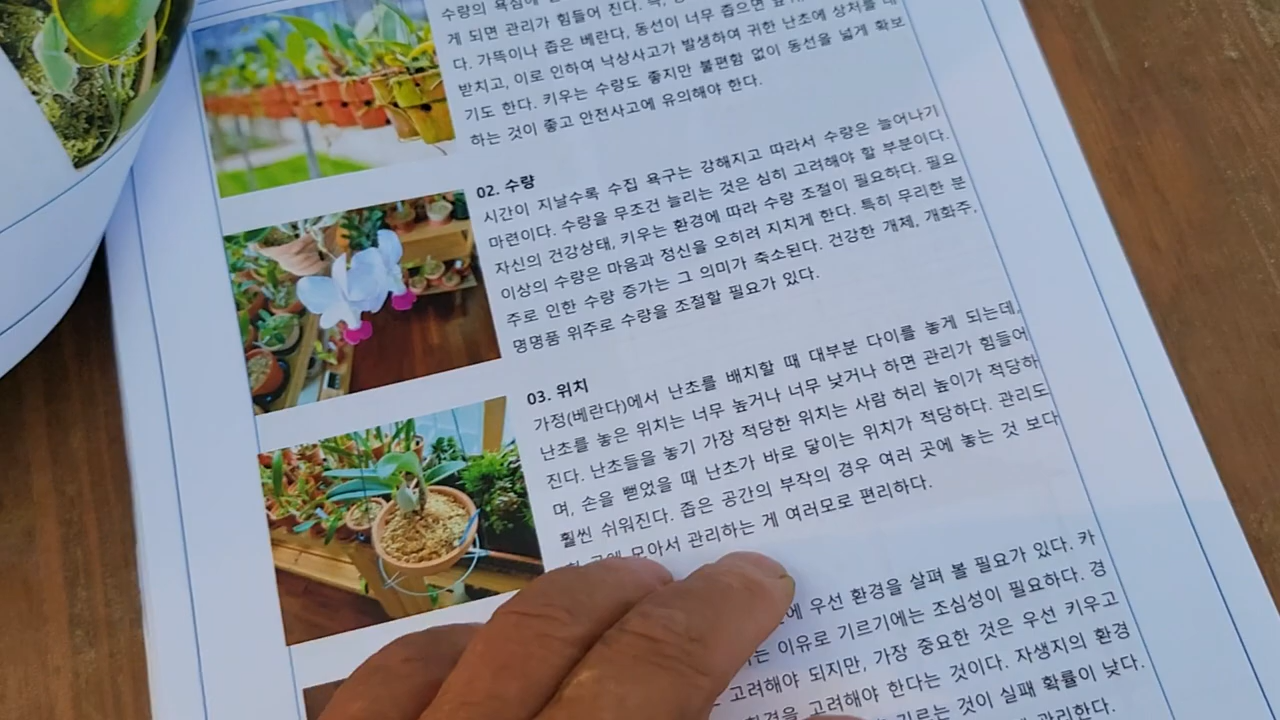 수량의 욕심에
게 되면 관리가 힘들어 진다. 즉,
다. 가뜩이나 좁은 베란다, 동선이 너무 좁으면
받치고, 이로 인하여 낙상사고가 발생하여 귀한 난초에 상처를 내
기도 한다. 키우는 수량도 좋지만 불편함 없이 동선을 넓게 확보
하는 것이 좋고 안전사고에 유의해야 한다.
02. 수량
시간이 지날수록 수집 욕구는 강해지고 따라서 수량은 늘어나기
마련이다. 수량을 무조건 늘리는 것은 심히 고려해야 할 부분이다.
자신의 건강상태, 키우는 환경에 따라 수량 조절이 필요하다. 필요
이상의 수량은 마음과 정신을 오히려 지치게 한다. 특히 무리한 분
주로 인한 수량 증가는 그 의미가 축소된다. 건강한 개체, 개화주,
명명품 위주로 수량을 조절할 필요가 있다.
03. 위치
가정(베란다)에서 난초를 배치할 때 대부분 다이를 놓게 되는데,
난초를 놓은 위치는 너무 높거나 너무 낮거나 하면 관리가 힘들어
진다. 난초들을 놓기 가장 적당한 위치는 사람 허리 높이가 적당하
며, 손을 뻗었을 때 난초가 바로 닿이는 위치가 적당하다. 관리도
훨씬 쉬워진다. 좁은 공간의 부작의 경우 여러 곳에 놓는 것 보다
모아서 관리하는 게 여러모로 편리하다.
에 우선 환경을 살펴 볼 필요가 있다. 카
는 이유로 기르기에는 조심성이 필요하다. 경
고려해야 되지만, 가장 중요한 것은 우선 키우고
환경을 고려해야 한다는 것이다. 자생지의 환경
기르는 것이 실패 확률이 낮다.
관리한다.